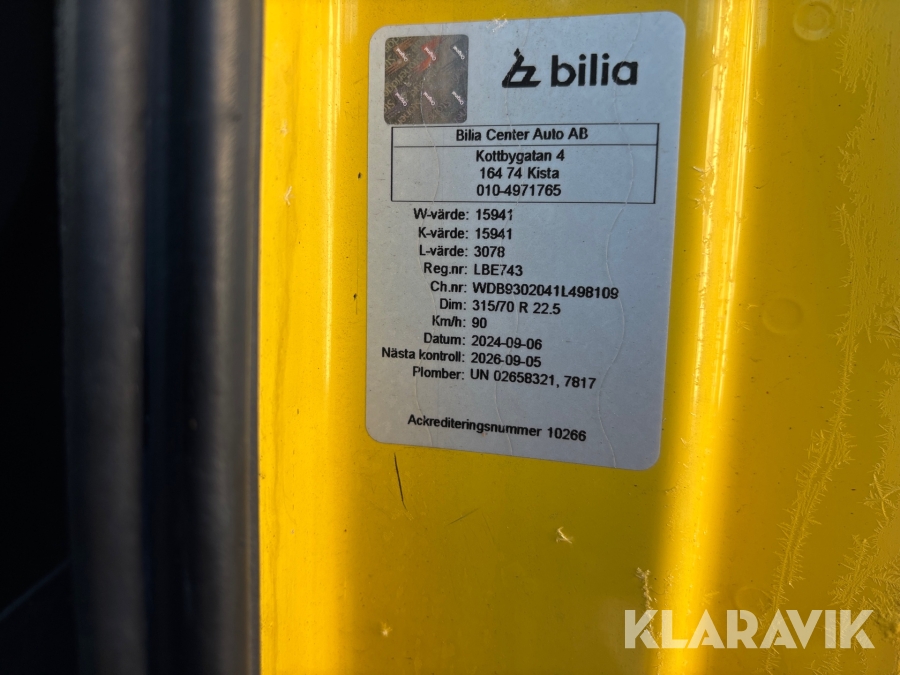 bilia
Bilia Center Auto AB
Kottbygatan 4
164 74 Kista
010-4971765
W-värde: 15941
K-värde: 15941
L-värde: 3078
Reg.nr: LBE743
Ch.nr: WDB9302041L498109
Dim: 315/70 R 22.5
Km/h: 90
Datum: 2024-09-06
Nästa kontroll: 2026-09-05
Plomber: UN 02658321, 7817
Ackrediteringsnummer 10266
KLARAVIK